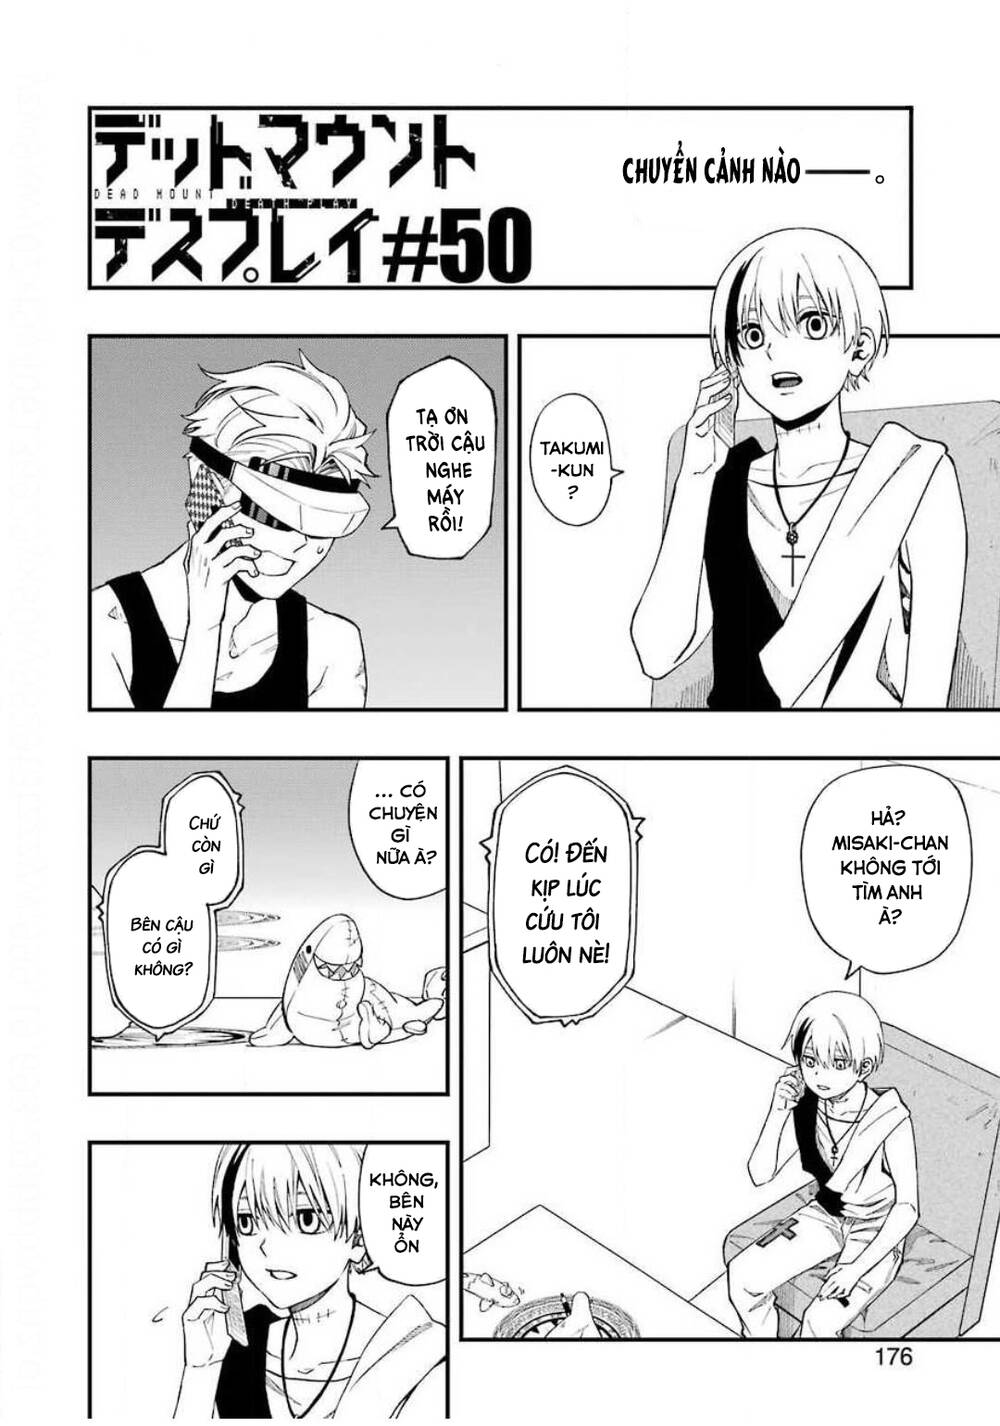 デッドマウント
DEAD MOUNT
DEATH PLAY
デスプレイ #50
CHUYỂN CẢNH NÀO ――。
TAKUMI
-KUN
?
TẠ ƠN
TRỜI CẬU
NGHE
MÁY
RỒI!
HẢ?
MISAKI-CHAN
KHÔNG TỚI
TÌM ANH
À?
CÓ! ĐẾN
KỊP LÚC
CỨU TÔI
LUÔN NÈ!
... CÓ
CHUYỆN
GÌ
NỮA À?
CHỨ
CÒN
GÌ
BÊN CẬU
CÓ GÌ
KHÔNG?
KHÔNG,
BÊN
NÀY
ỔN
176